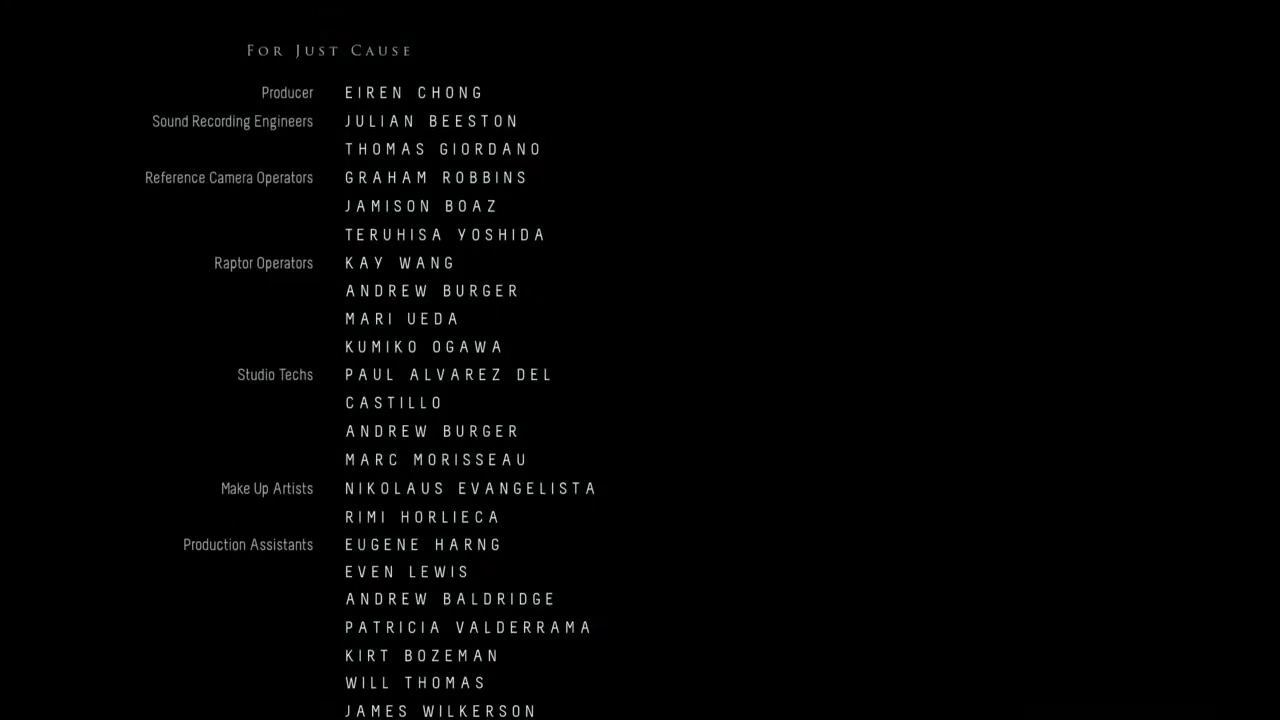 For Just Cause
Producer EIREN CHONG
Sound Recording Engineers JULIAN BEESTON
THOMAS GIORDANO
Reference Camera Operators GRAHAM ROBBINS
JAMISON BOAZ
TERUHISA YOSHIDA
Raptor Operators KAY WANG
ANDREW BURGER
MARI UEDA
KUMIKO OGAWA
Studio Techs PAUL ALVAREZ DEL
CASTILLO
ANDREW BURGER
MARC MORISSEAU
Make Up Artists NIKOLAUS EVANGELISTA
RIMI HORLIECA
Production Assistants EUGENE HARNG
EVEN LEWIS
ANDREW BALDRIDGE
PATRICIA VALDERRAMA
KIRT BOZEMAN
WILL THOMAS
JAMES WILKERSON